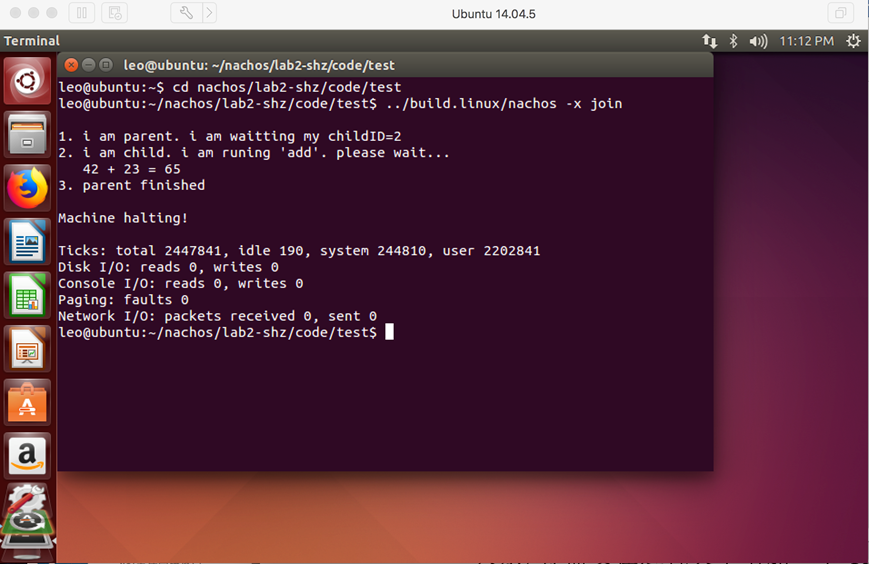 Ubuntu 14.04.5
Terminal
11:12 PM
leo@ubuntu: ~/nachos/lab2-shz/code/test
leo@ubuntu:~$ cd nachos/lab2-shz/code/test
leo@ubuntu:~/nachos/lab2-shz/code/test$ ../build.linux/nachos -x join
1. i am parent. i am waitting my childID=2
2. i am child. i am runing 'add'. please wait...
42 + 23 = 65
3. parent finished
Machine halting!
Ticks: total 2447841, idle 190, system 244810, user 2202841
Disk I/O: reads 0, writes 0
Console I/O: reads 0, writes 0
Paging: faults 0
Network I/O: packets received 0, sent 0
leo@ubuntu:~/nachos/lab2-shz/code/test$